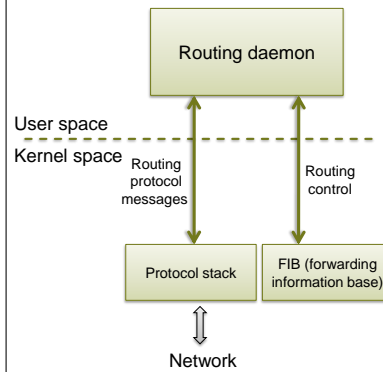 Routing daemon
User space
Kernel space
Routing
protocol
messages
Routing
control
Protocol stack
FIB (forwarding
information base)
Network